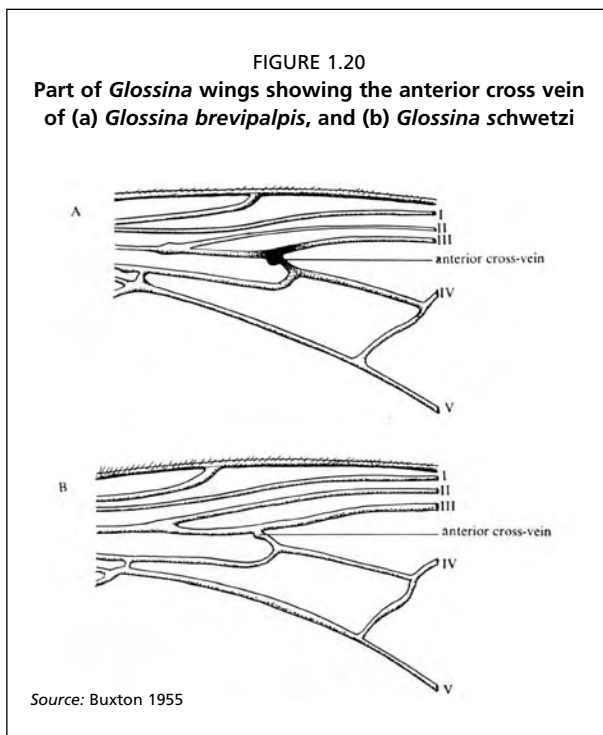 FIGURE 1.20
Part of Glossina wings showing the anterior cross vein
of (a) Glossina brevipalpis, and (b) Glossina schwetzi
A
I
II
III
anterior cross-vein
IV
V
B
I
II
III
anterior cross-vein
IV
V
Source: Buxton 1955